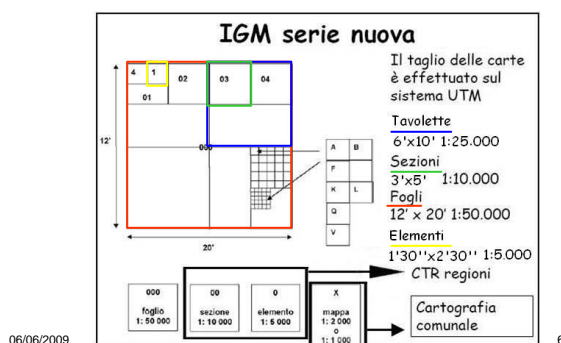 IGM serie nuova
Il taglio delle carte
è effettuato sul
sistema UTM
Tavolette
6'x10' 1:25.000
Sezioni
3'x5' 1:10.000
Fogli
12' x 20' 1:50.000
Elementi
1'30''x2'30'' 1:5.000
4 1 02 03 04
01
12'
000
20'
A B
F
K L
Q
V
CTR regioni
000
foglio
1: 50 000
00
sezione
1: 10 000
0
elemento
1: 5 000
X
mappa
1: 2 000
o
1: 1 000
Cartografia
comunale
06/06/2009
6